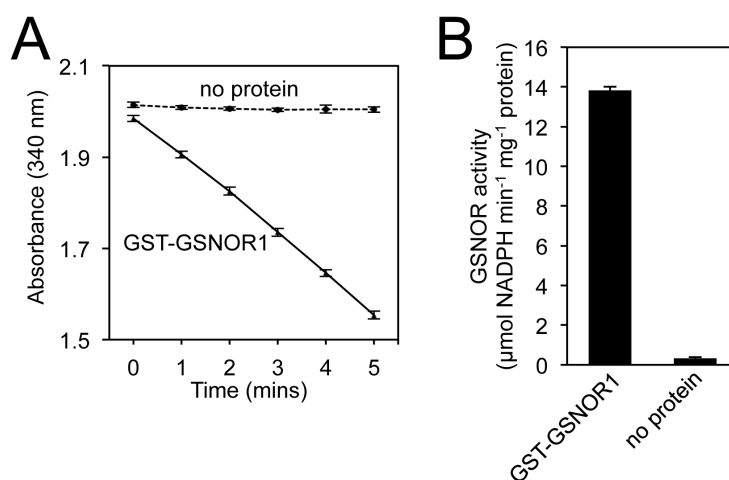 A
Absorbance (340 nm)
2.1
1.9
1.7
1.5
no protein
GST-GSNOR1
0 1 2 3 4 5
Time (mins)
B
GSNOR activity
(µmol NADPH min⁻¹ mg⁻¹ protein)
16
14
12
10
8
6
4
2
0
GST-GSNOR1
no protein